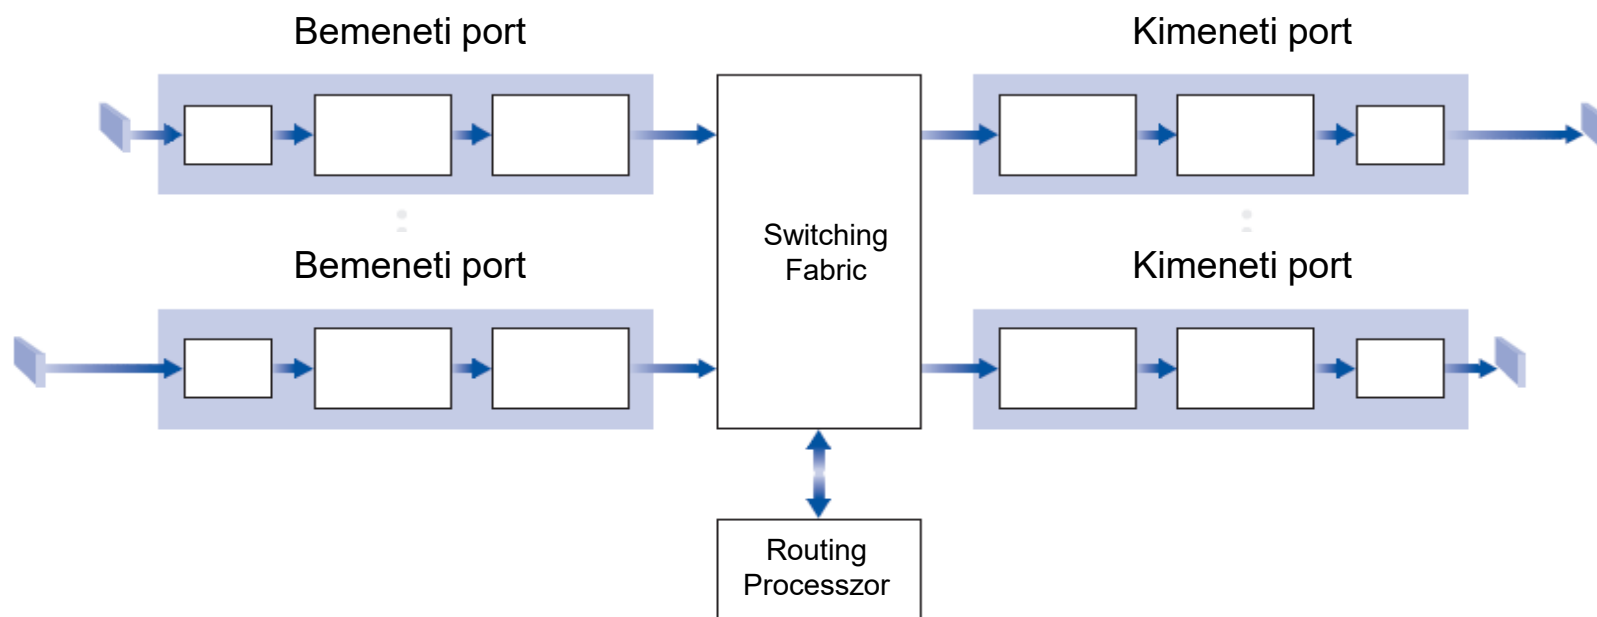 Bemeneti port
Kimeneti port
Switching
Fabric
Bemeneti port
Kimeneti port
Routing
Processzor